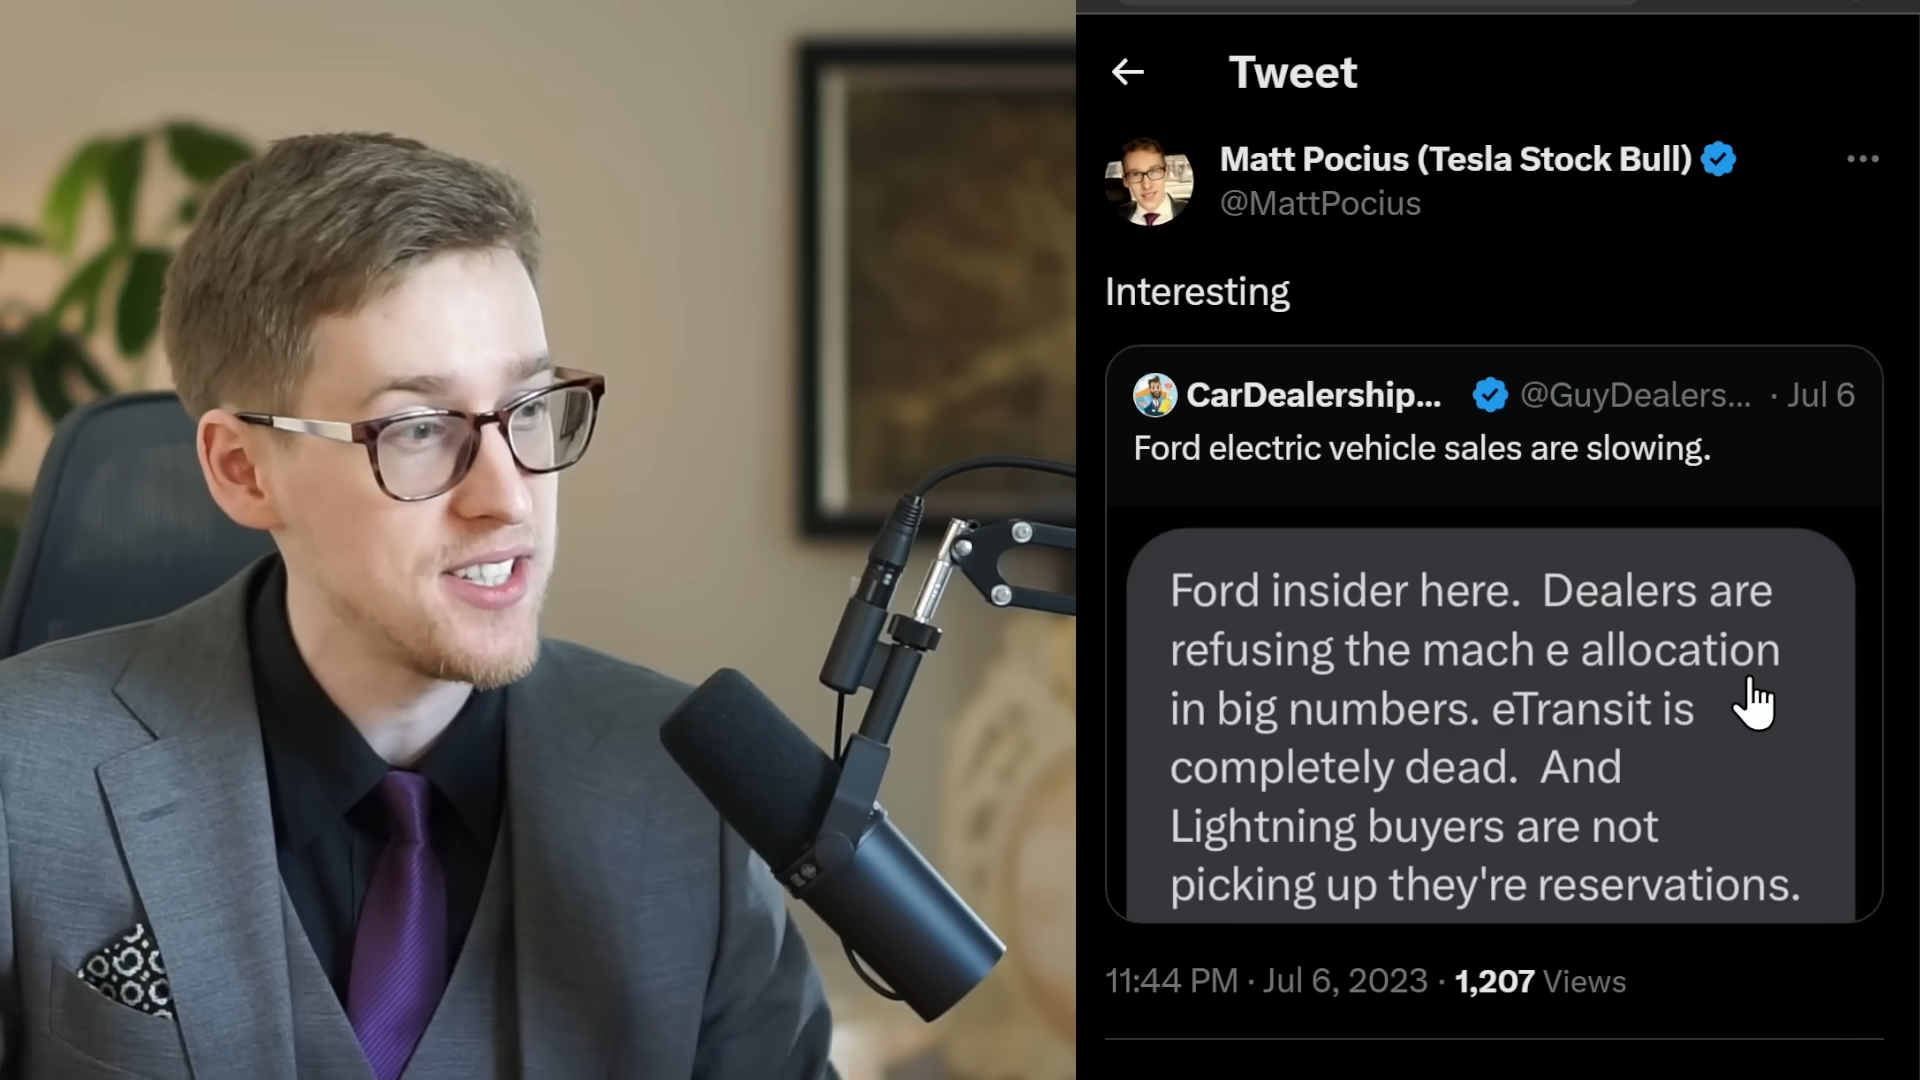 Tweet
Matt Pocius (Tesla Stock Bull)
@MattPocius
Interesting
CarDealership... @GuyDealers... · Jul 6
Ford electric vehicle sales are slowing.
Ford insider here.  Dealers are
refusing the mach e allocation
in big numbers. eTransit is
completely dead.  And
Lightning buyers are not
picking up they're reservations.
11:44 PM · Jul 6, 2023 · 1,207 Views